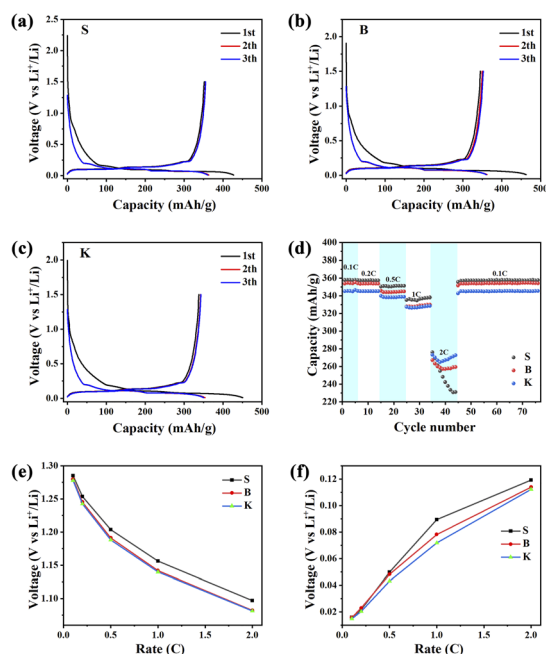 (a)
S
1st
2th
3th
Voltage (V vs Li⁺/Li)
2.5
2.0
1.5
1.0
0.5
0.0
0 100 200 300 400 500
Capacity (mAh/g)
(b)
B
1st
2th
3th
Voltage (V vs Li⁺/Li)
2.0
1.5
1.0
0.5
0.0
0 100 200 300 400 500
Capacity (mAh/g)
(c)
K
1st
2th
3th
Voltage (V vs Li⁺/Li)
2.0
1.5
1.0
0.5
0.0
0 100 200 300 400 500
Capacity (mAh/g)
(d)
Capacity (mAh/g)
400
380
360
340
320
300
280
260
240
220
0.1C 0.2C 0.5C 1C 2C 0.1C
S
B
K
0 10 20 30 40 50 60 70
Cycle number
(e)
S
B
K
Voltage (V vs Li⁺/Li)
1.30
1.25
1.20
1.15
1.10
0.0 0.5 1.0 1.5 2.0
Rate (C)
(f)
S
B
K
Voltage (V vs Li⁺/Li)
0.12
0.10
0.08
0.06
0.04
0.02
0.00
0.0 0.5 1.0 1.5 2.0
Rate (C)